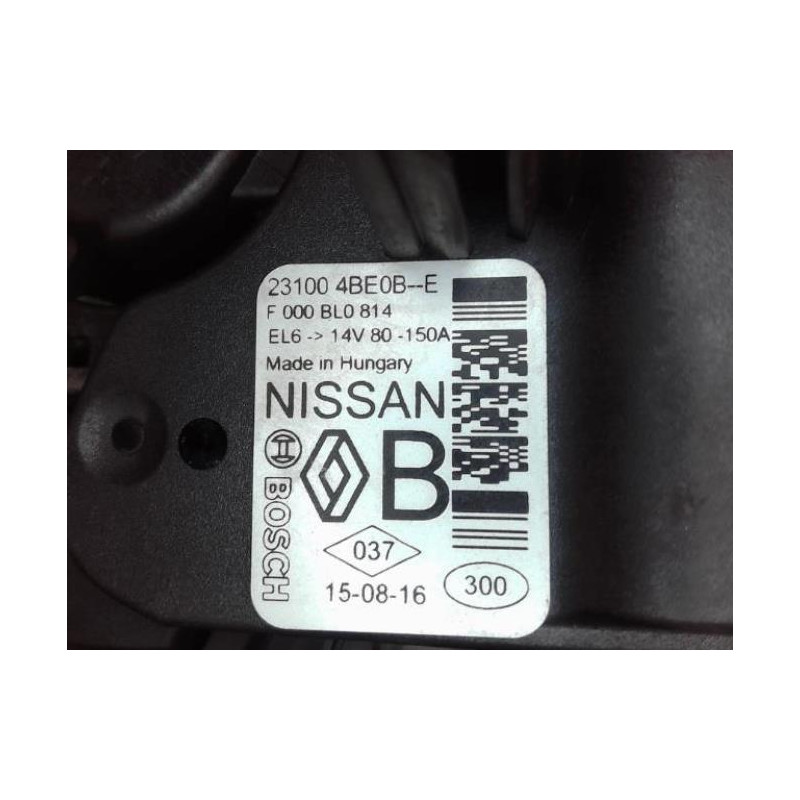 23100 4BE0B--E
F 000 BL0 814
EL6 -> 14V 80 -150A
Made in Hungary
NISSAN
B
BOSCH
037
15-08-16
300